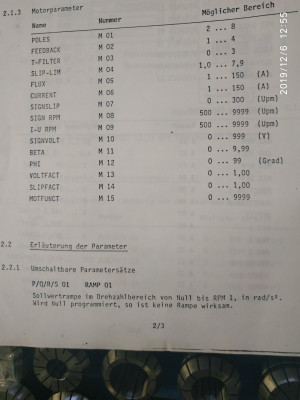 2.1.3 Motorparameter
Name Nummer Möglicher Bereich
POLES M 01 2 ... 8
FEEDBACK M 02 1 ... 4
T-FILTER M 03 0 ... 3
SLIP-LIM M 04 1,0 ... 7,9
FLUX M 05 1 ... 150 (A)
CURRENT M 06 1 ... 150 (A)
SIGNSLIP M 07 0 ... 300 (Upm)
SIGN RPM M 08 500 ... 9999 (Upm)
I-U RPM M 09 500 ... 9999 (Upm)
SIGNVOLT M 10 0 ... 999 (V)
BETA M 11 0 ... 9,99
PHI M 12 0 ... 99 (Grad)
VOLTFACT M 13 0 ... 1,00
SLIPFACT M 14 0 ... 1,00
MOTFUNCT M 15 0 ... 9999
2.2 Erläuterung der Parameter
2.2.1 Umschaltbare Parametersätze
P/Q/R/S 01 RAMP 01
Sollwertrampe im Drehzahlbereich von Null bis RPM 1, in rad/s².
Wird Null programmiert, so ist keine Rampe wirksam.
2/3
2019/12/6 12:55